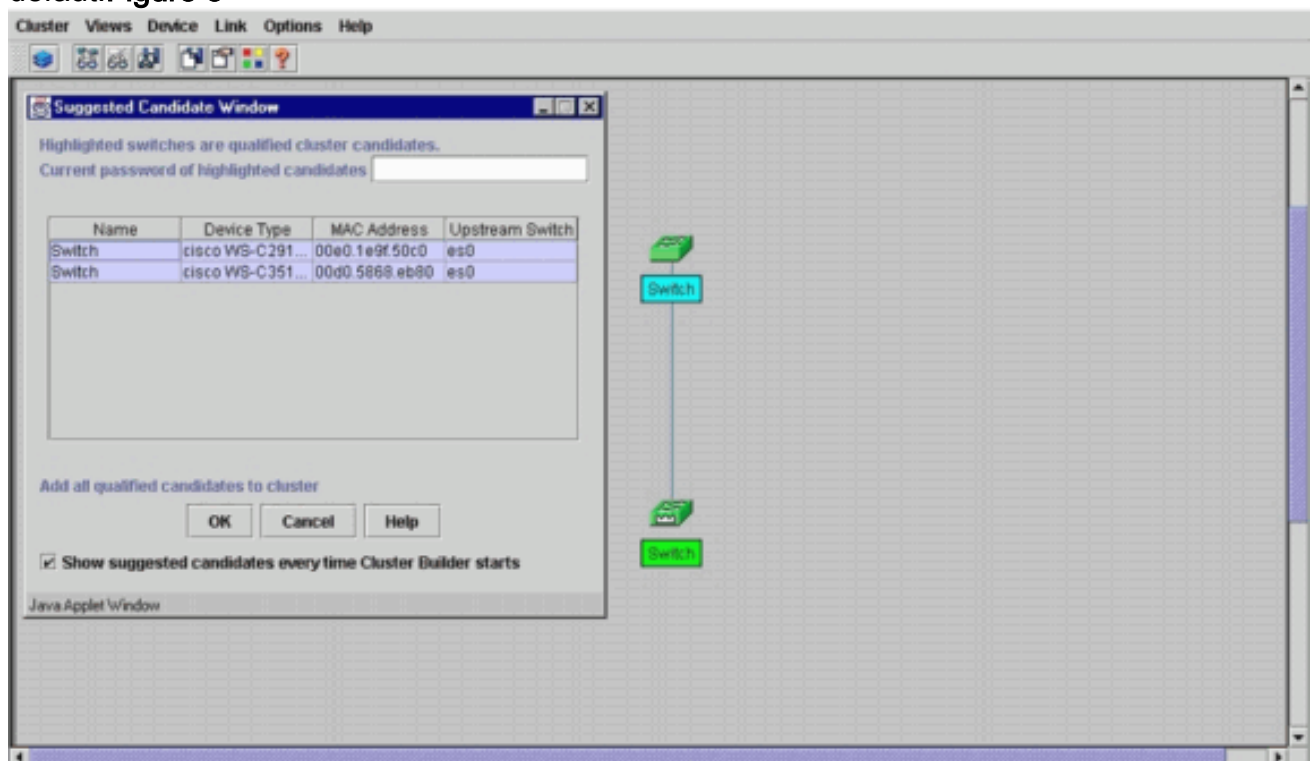 Cluster Views Device Link Options Help
Suggested Candidate Window
Highlighted switches are qualified cluster candidates.
Current password of highlighted candidates
Name Device Type MAC Address Upstream Switch
Switch cisco WS-C291... 00e0.1e9f.50c0 es0
Switch cisco WS-C351... 00d0.5868.eb80 es0
Add all qualified candidates to cluster
OK Cancel Help
Show suggested candidates every time Cluster Builder starts
Java Applet Window
Switch
Switch